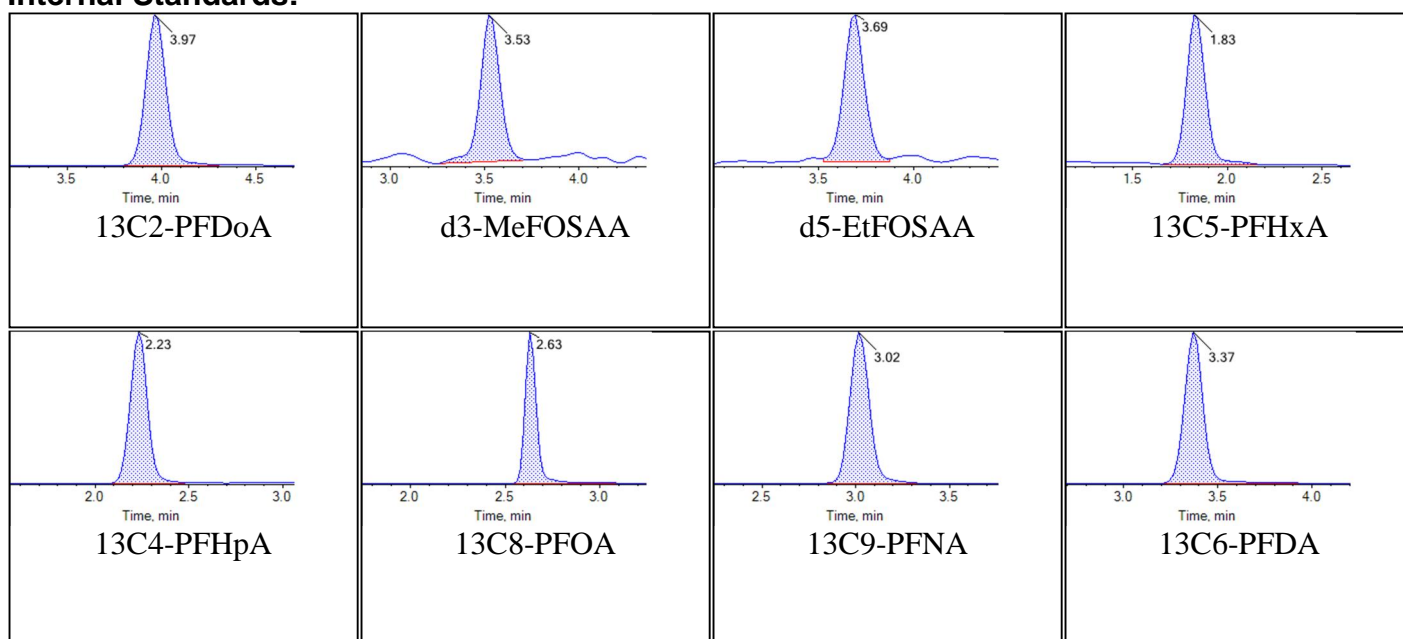 Internal Standards:
3.97
3.5 4.0 4.5
Time, min
13C2-PFDoA
3.53
3.0 3.5 4.0
Time, min
d3-MeFOSAA
3.69
3.5 4.0
Time, min
d5-EtFOSAA
1.83
1.5 2.0 2.5
Time, min
13C5-PFHxA
2.23
2.0 2.5 3.0
Time, min
13C4-PFHpA
2.63
2.0 2.5 3.0
Time, min
13C8-PFOA
3.02
2.5 3.0 3.5
Time, min
13C9-PFNA
3.37
3.0 3.5 4.0
Time, min
13C6-PFDA